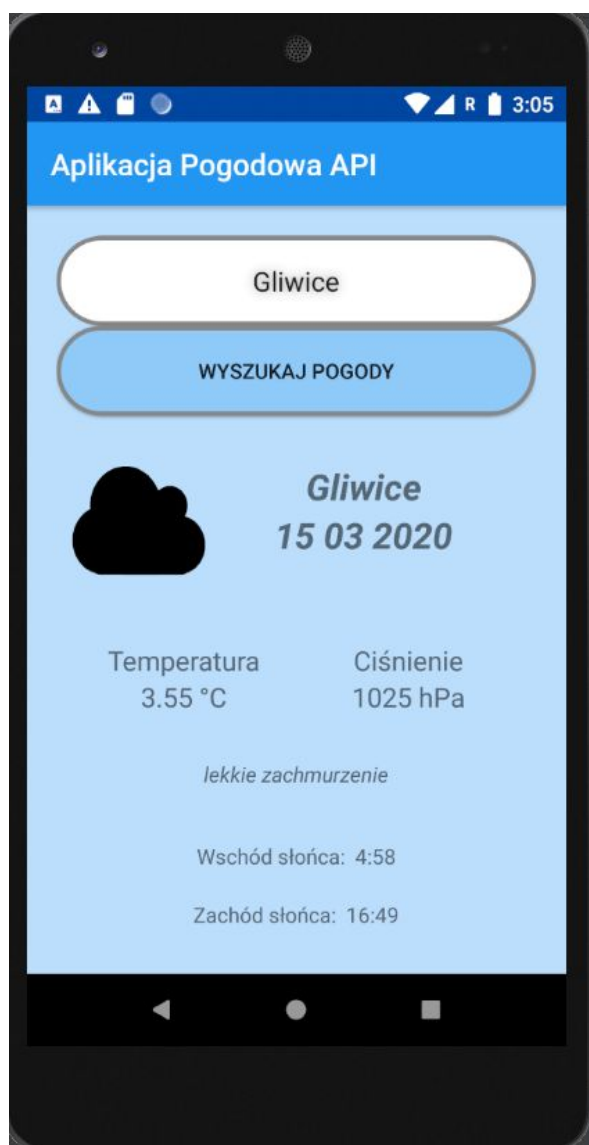 R 3:05
Aplikacja Pogodowa API
Gliwice
WYSZUKAJ POGODY
Gliwice
15 03 2020
Temperatura Ciśnienie
3.55 °C 1025 hPa
lekkie zachmurzenie
Wschód słońca: 4:58
Zachód słońca: 16:49